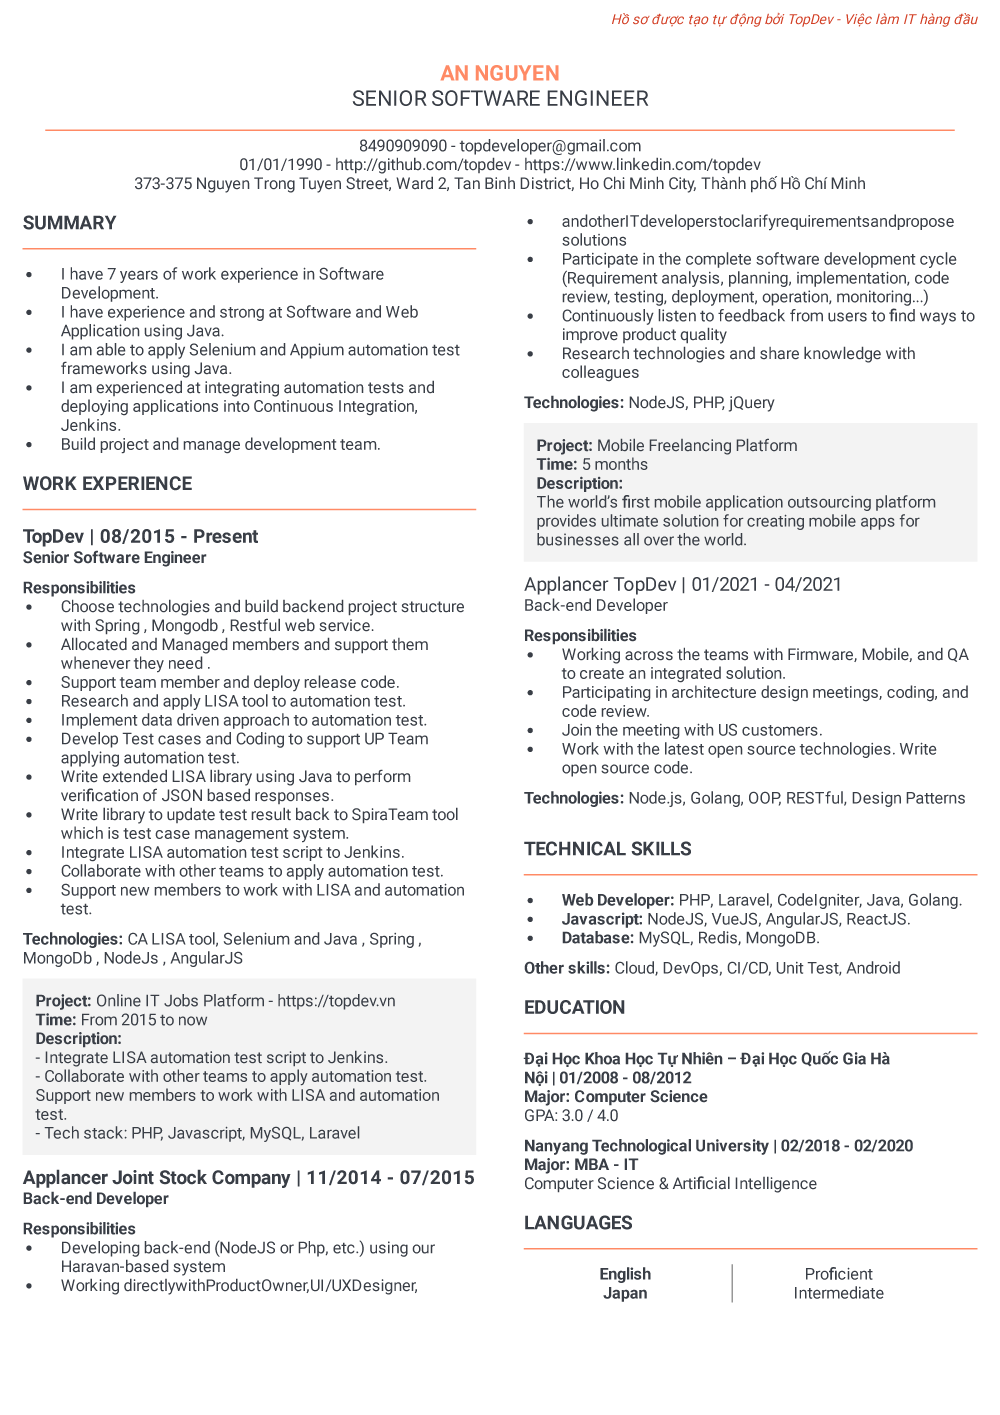 Hồ sơ được tạo tự động bởi TopDev - Việc làm IT hàng đầu
AN NGUYEN
SENIOR SOFTWARE ENGINEER
8490909090 - topdeveloper@gmail.com
01/01/1990 - http://github.com/topdev - https://www.linkedin.com/topdev
373-375 Nguyen Trong Tuyen Street, Ward 2, Tan Binh District, Ho Chi Minh City, Thành phố Hồ Chí Minh
SUMMARY
• I have 7 years of work experience in Software
Development.
• I have experience and strong at Software and Web
Application using Java.
• I am able to apply Selenium and Appium automation test
frameworks using Java.
• I am experienced at integrating automation tests and
deploying applications into Continuous Integration,
Jenkins.
• Build project and manage development team.
WORK EXPERIENCE
TopDev | 08/2015 - Present
Senior Software Engineer
Responsibilities
• Choose technologies and build backend project structure
with Spring , Mongodb , Restful web service.
• Allocated and Managed members and support them
whenever they need .
• Support team member and deploy release code.
• Research and apply LISA tool to automation test.
• Implement data driven approach to automation test.
• Develop Test cases and Coding to support UP Team
applying automation test.
• Write extended LISA library using Java to perform
verification of JSON based responses.
• Write library to update test result back to SpiraTeam tool
which is test case management system.
• Integrate LISA automation test script to Jenkins.
• Collaborate with other teams to apply automation test.
• Support new members to work with LISA and automation
test.
Technologies: CA LISA tool, Selenium and Java , Spring ,
MongoDb , NodeJs , AngularJS
Project: Online IT Jobs Platform - https://topdev.vn
Time: From 2015 to now
Description:
- Integrate LISA automation test script to Jenkins.
- Collaborate with other teams to apply automation test.
Support new members to work with LISA and automation
test.
- Tech stack: PHP, Javascript, MySQL, Laravel
Applancer Joint Stock Company | 11/2014 - 07/2015
Back-end Developer
Responsibilities
• Developing back-end (NodeJS or Php, etc.) using our
Haravan-based system
• Working directlywithProductOwner,UI/UXDesigner,
• andotherITdeveloperstoclarifyrequirementsandpropose
solutions
• Participate in the complete software development cycle
(Requirement analysis, planning, implementation, code
review, testing, deployment, operation, monitoring...)
• Continuously listen to feedback from users to find ways to
improve product quality
• Research technologies and share knowledge with
colleagues
Technologies: NodeJS, PHP, jQuery
Project: Mobile Freelancing Platform
Time: 5 months
Description:
The world’s first mobile application outsourcing platform
provides ultimate solution for creating mobile apps for
businesses all over the world.
Applancer TopDev | 01/2021 - 04/2021
Back-end Developer
Responsibilities
• Working across the teams with Firmware, Mobile, and QA
to create an integrated solution.
• Participating in architecture design meetings, coding, and
code review.
• Join the meeting with US customers.
• Work with the latest open source technologies. Write
open source code.
Technologies: Node.js, Golang, OOP, RESTful, Design Patterns
TECHNICAL SKILLS
• Web Developer: PHP, Laravel, CodeIgniter, Java, Golang.
• Javascript: NodeJS, VueJS, AngularJS, ReactJS.
• Database: MySQL, Redis, MongoDB.
Other skills: Cloud, DevOps, CI/CD, Unit Test, Android
EDUCATION
Đại Học Khoa Học Tự Nhiên – Đại Học Quốc Gia Hà
Nội | 01/2008 - 08/2012
Major: Computer Science
GPA: 3.0 / 4.0
Nanyang Technological University | 02/2018 - 02/2020
Major: MBA - IT
Computer Science & Artificial Intelligence
LANGUAGES
English Proficient
Japan Intermediate